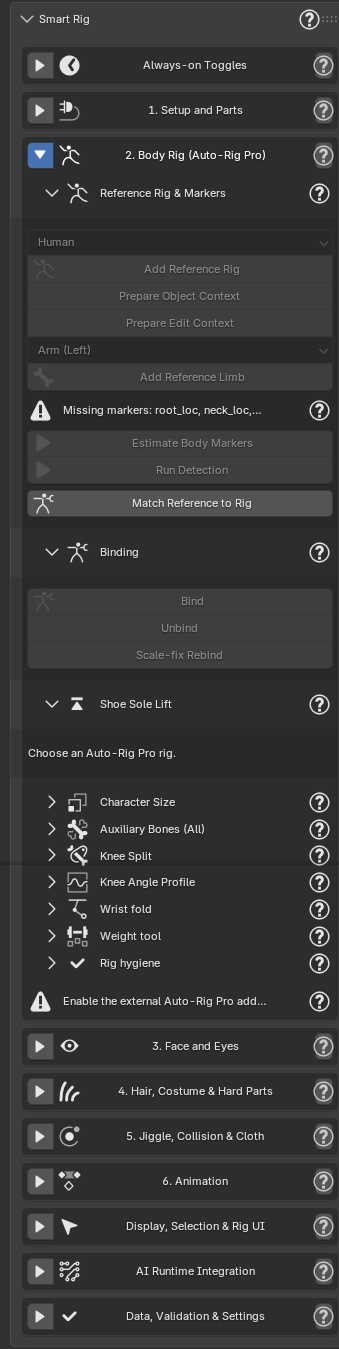 Smart Rig
Always-on Toggles
1. Setup and Parts
2. Body Rig (Auto-Rig Pro)
Reference Rig & Markers
Human
Add Reference Rig
Prepare Object Context
Prepare Edit Context
Arm (Left)
Add Reference Limb
Missing markers: root_loc, neck_loc,...
Estimate Body Markers
Run Detection
Match Reference to Rig
Binding
Bind
Unbind
Scale-fix Rebind
Shoe Sole Lift
Choose an Auto-Rig Pro rig.
Character Size
Auxiliary Bones (All)
Knee Split
Knee Angle Profile
Wrist fold
Weight tool
Rig hygiene
Enable the external Auto-Rig Pro add...
3. Face and Eyes
4. Hair, Costume & Hard Parts
5. Jiggle, Collision & Cloth
6. Animation
Display, Selection & Rig UI
AI Runtime Integration
Data, Validation & Settings